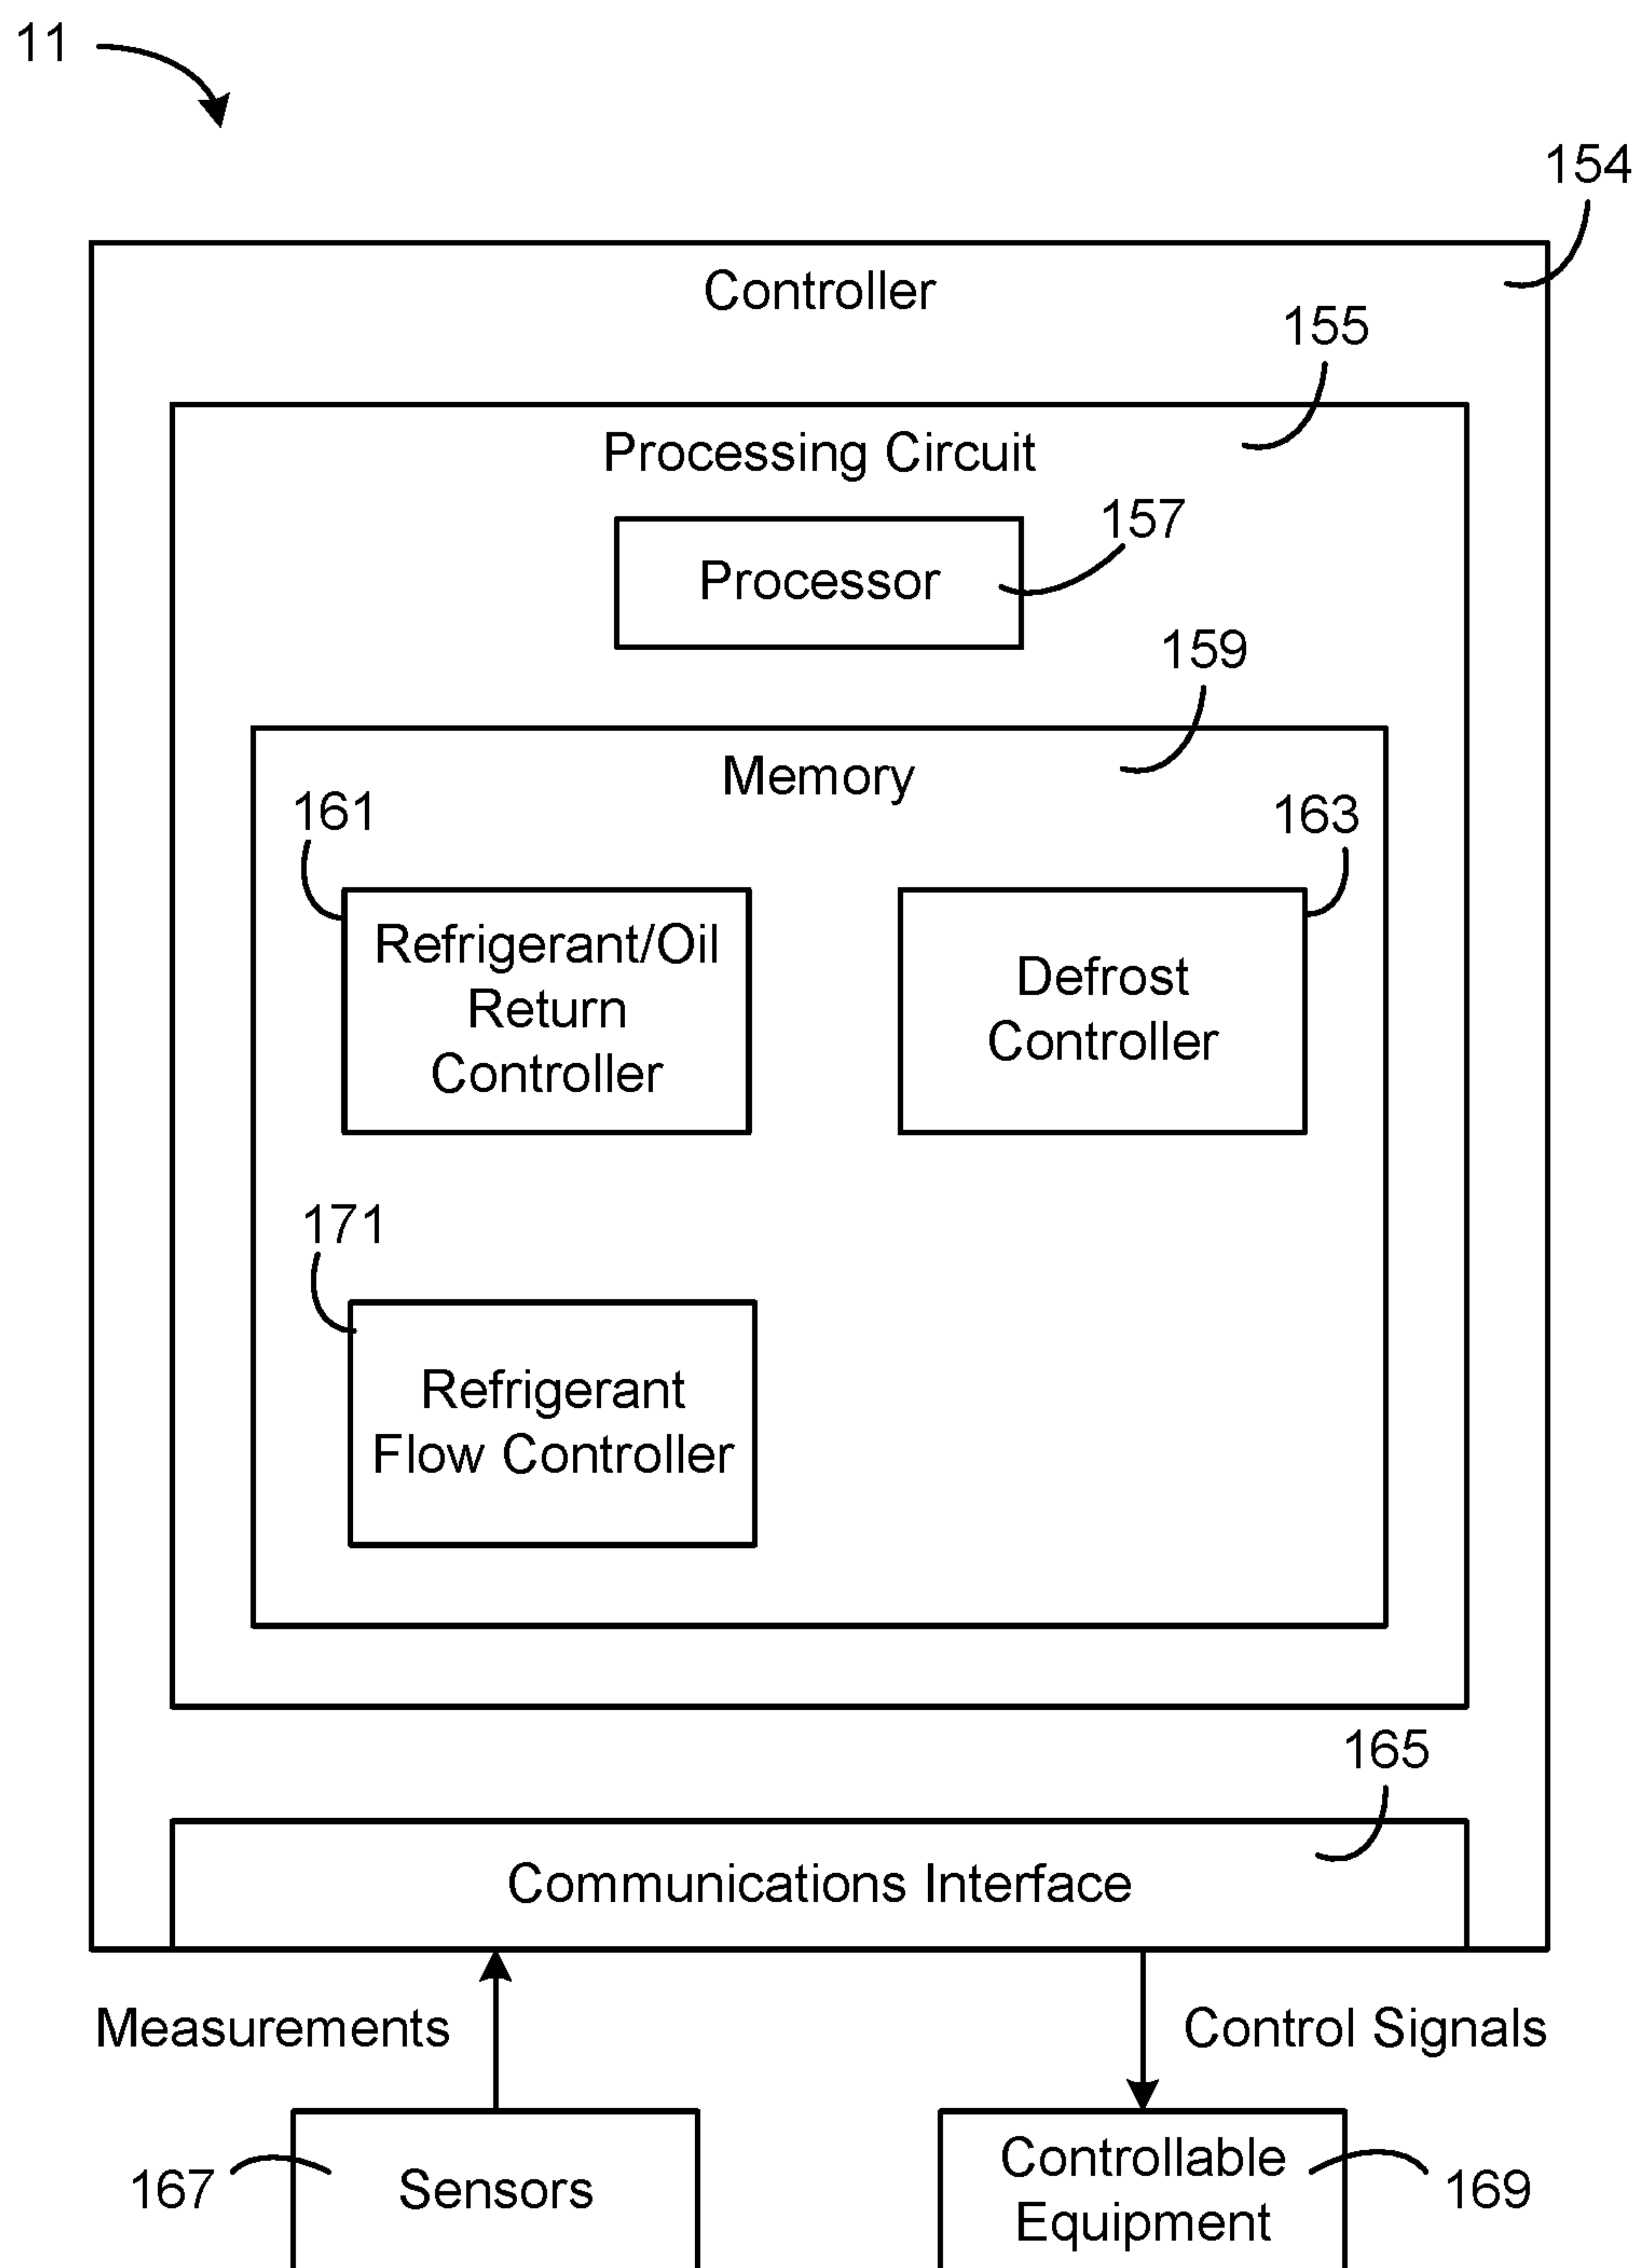 11
154
Controller
155
Processing Circuit
157
Processor
159
Memory
161
163
Refrigerant/Oil
Return
Controller
Defrost
Controller
171
Refrigerant
Flow Controller
165
Communications Interface
Measurements
Control Signals
167
Sensors
Controllable
Equipment
169